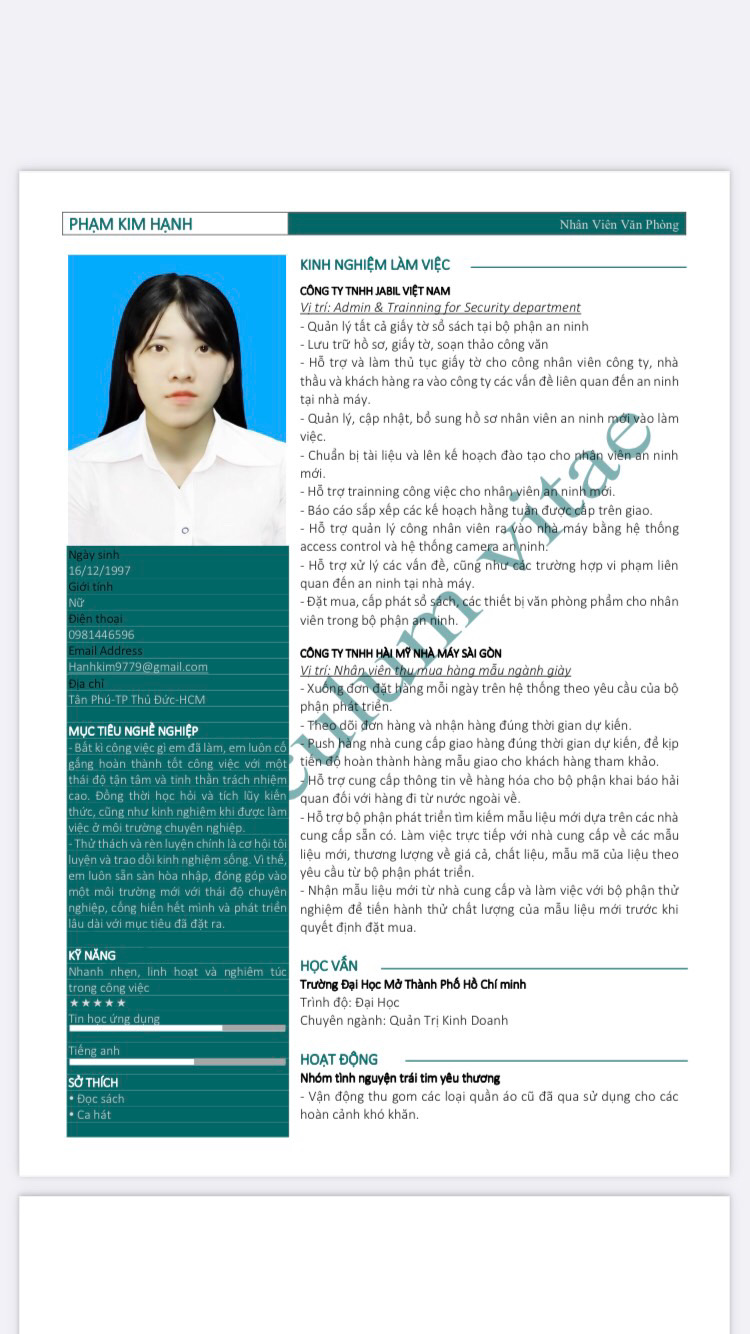 PHẠM KIM HẠNH
Nhân Viên Văn Phòng
Ngày sinh
16/12/1997
Giới tính
Nữ
Điện thoại
0981446596
Email Address
Hanhkim9779@gmail.com
Địa chỉ
Tân Phú-TP Thủ Đức-HCM
MỤC TIÊU NGHỀ NGHIỆP
- Bất kì công việc gì em đã làm, em luôn cố
gắng hoàn thành tốt công việc với một
thái độ tận tâm và tinh thần trách nhiệm
cao. Đồng thời học hỏi và tích lũy kiến
thức, cũng như kinh nghiệm khi được làm
việc ở môi trường chuyên nghiệp.
- Thử thách và rèn luyện chính là cơ hội tôi
luyện và trao dồi kinh nghiệm sống. Vì thế,
em luôn sẵn sàn hòa nhập, đóng góp vào
một môi trường mới với thái độ chuyên
nghiệp, cống hiến hết mình và phát triển
lâu dài với mục tiêu đã đặt ra.
KỸ NĂNG
Nhanh nhẹn, linh hoạt và nghiêm túc
trong công việc
★★★★★
Tin học ứng dụng
Tiếng anh
SỞ THÍCH
• Đọc sách
• Ca hát
KINH NGHIỆM LÀM VIỆC
CÔNG TY TNHH JABIL VIỆT NAM
Vị trí: Admin & Trainning for Security department
- Quản lý tất cả giấy tờ sổ sách tại bộ phận an ninh
- Lưu trữ hồ sơ, giấy tờ, soạn thảo công văn
- Hỗ trợ và làm thủ tục giấy tờ cho công nhân viên công ty, nhà
thầu và khách hàng ra vào công ty các vấn đề liên quan đến an ninh
tại nhà máy.
- Quản lý, cập nhật, bổ sung hồ sơ nhân viên an ninh mới vào làm
việc.
- Chuẩn bị tài liệu và lên kế hoạch đào tạo cho nhân viên an ninh
mới.
- Hỗ trợ trainning công việc cho nhân viên an ninh mới.
- Báo cáo sắp xếp các kế hoạch hằng tuần được cấp trên giao.
- Hỗ trợ quản lý công nhân viên ra vào nhà máy bằng hệ thống
access control và hệ thống camera an ninh.
- Hỗ trợ xử lý các vấn đề, cũng như các trường hợp vi phạm liên
quan đến an ninh tại nhà máy.
- Đặt mua, cấp phát sổ sách, các thiết bị văn phòng phẩm cho nhân
viên trong bộ phận an ninh.
CÔNG TY TNHH HÀI MỸ NHÀ MÁY SÀI GÒN
Vị trí: Nhân viên thu mua hàng mẫu ngành giày
- Xuống đơn đặt hàng mỗi ngày trên hệ thống theo yêu cầu của bộ
phận phát triển.
- Theo dõi đơn hàng và nhận hàng đúng thời gian dự kiến.
- Push hàng nhà cung cấp giao hàng đúng thời gian dự kiến, để kịp
tiến độ hoàn thành hàng mẫu giao cho khách hàng tham khảo.
- Hỗ trợ cung cấp thông tin về hàng hóa cho bộ phận khai báo hải
quan đối với hàng đi từ nước ngoài về.
- Hỗ trợ bộ phận phát triển tìm kiếm mẫu liệu mới dựa trên các nhà
cung cấp sẵn có. Làm việc trực tiếp với nhà cung cấp về các mẫu
liệu mới, thương lượng về giá cả, chất liệu, mẫu mã của liệu theo
yêu cầu từ bộ phận phát triển.
- Nhận mẫu liệu mới từ nhà cung cấp và làm việc với bộ phận thử
nghiệm để tiến hành thử chất lượng của mẫu liệu mới trước khi
quyết định đặt mua.
HỌC VẤN
Trường Đại Học Mở Thành Phố Hồ Chí minh
Trình độ: Đại Học
Chuyên ngành: Quản Trị Kinh Doanh
HOẠT ĐỘNG
Nhóm tình nguyện trái tim yêu thương
- Vận động thu gom các loại quần áo cũ đã qua sử dụng cho các
hoàn cảnh khó khăn.
culum vitae